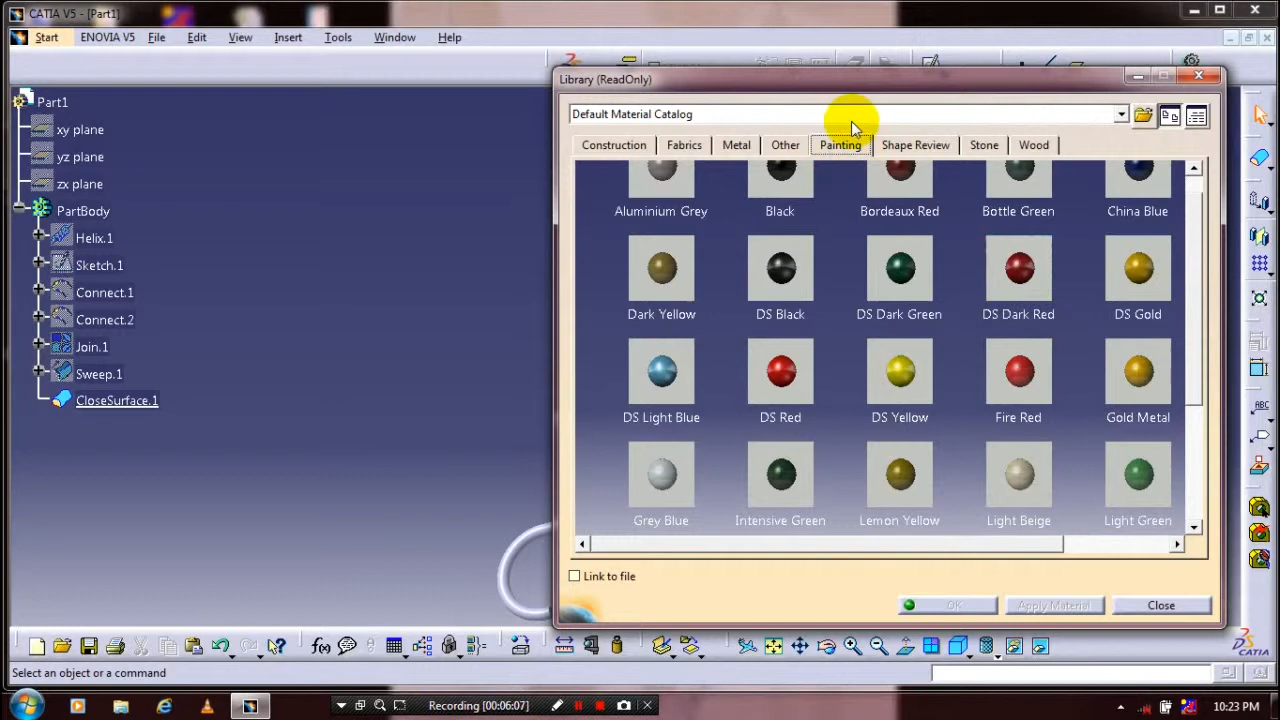 CATIA V5 - [Part1]
Start ENOVIA V5 File Edit View Insert Tools Window Help
Part1
xy plane
yz plane
zx plane
PartBody
Helix.1
Sketch.1
Connect.1
Connect.2
Join.1
Sweep.1
CloseSurface.1
Library (ReadOnly)
Default Material Catalog
Construction Fabrics Metal Other Painting Shape Review Stone Wood
Aluminium Grey Black Bordeaux Red Bottle Green China Blue
Dark Yellow DS Black DS Dark Green DS Dark Red DS Gold
DS Light Blue DS Red DS Yellow Fire Red Gold Metal
Grey Blue Intensive Green Lemon Yellow Light Beige Light Green
Link to file
OK Apply Material Close
ABC
f(x)
CATIA
Select an object or a command
Recording [00:06:07]
10:23 PM